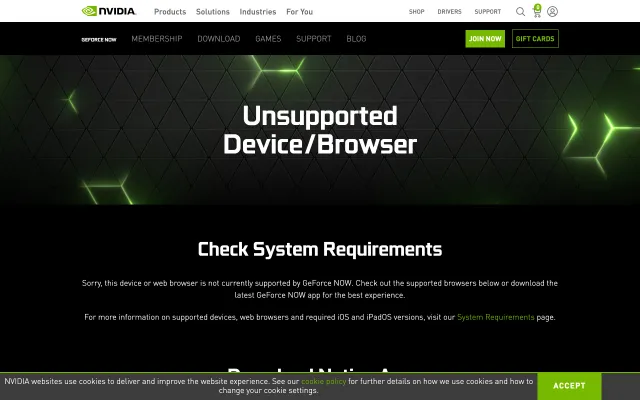 NVIDIA. Products Solutions Industries For You SHOP DRIVERS SUPPORT
GEFORCE NOW MEMBERSHIP DOWNLOAD GAMES SUPPORT BLOG JOIN NOW GIFT CARDS
Unsupported
Device/Browser
Check System Requirements
Sorry, this device or web browser is not currently supported by GeForce NOW. Check out the supported browsers below or download the
latest GeForce NOW app for the best experience.
For more information on supported devices, web browsers and required iOS and iPadOS versions, visit our System Requirements page.
NVIDIA websites use cookies to deliver and improve the website experience. See our cookie policy for further details on how we use cookies and how to
change your cookie settings.
ACCEPT